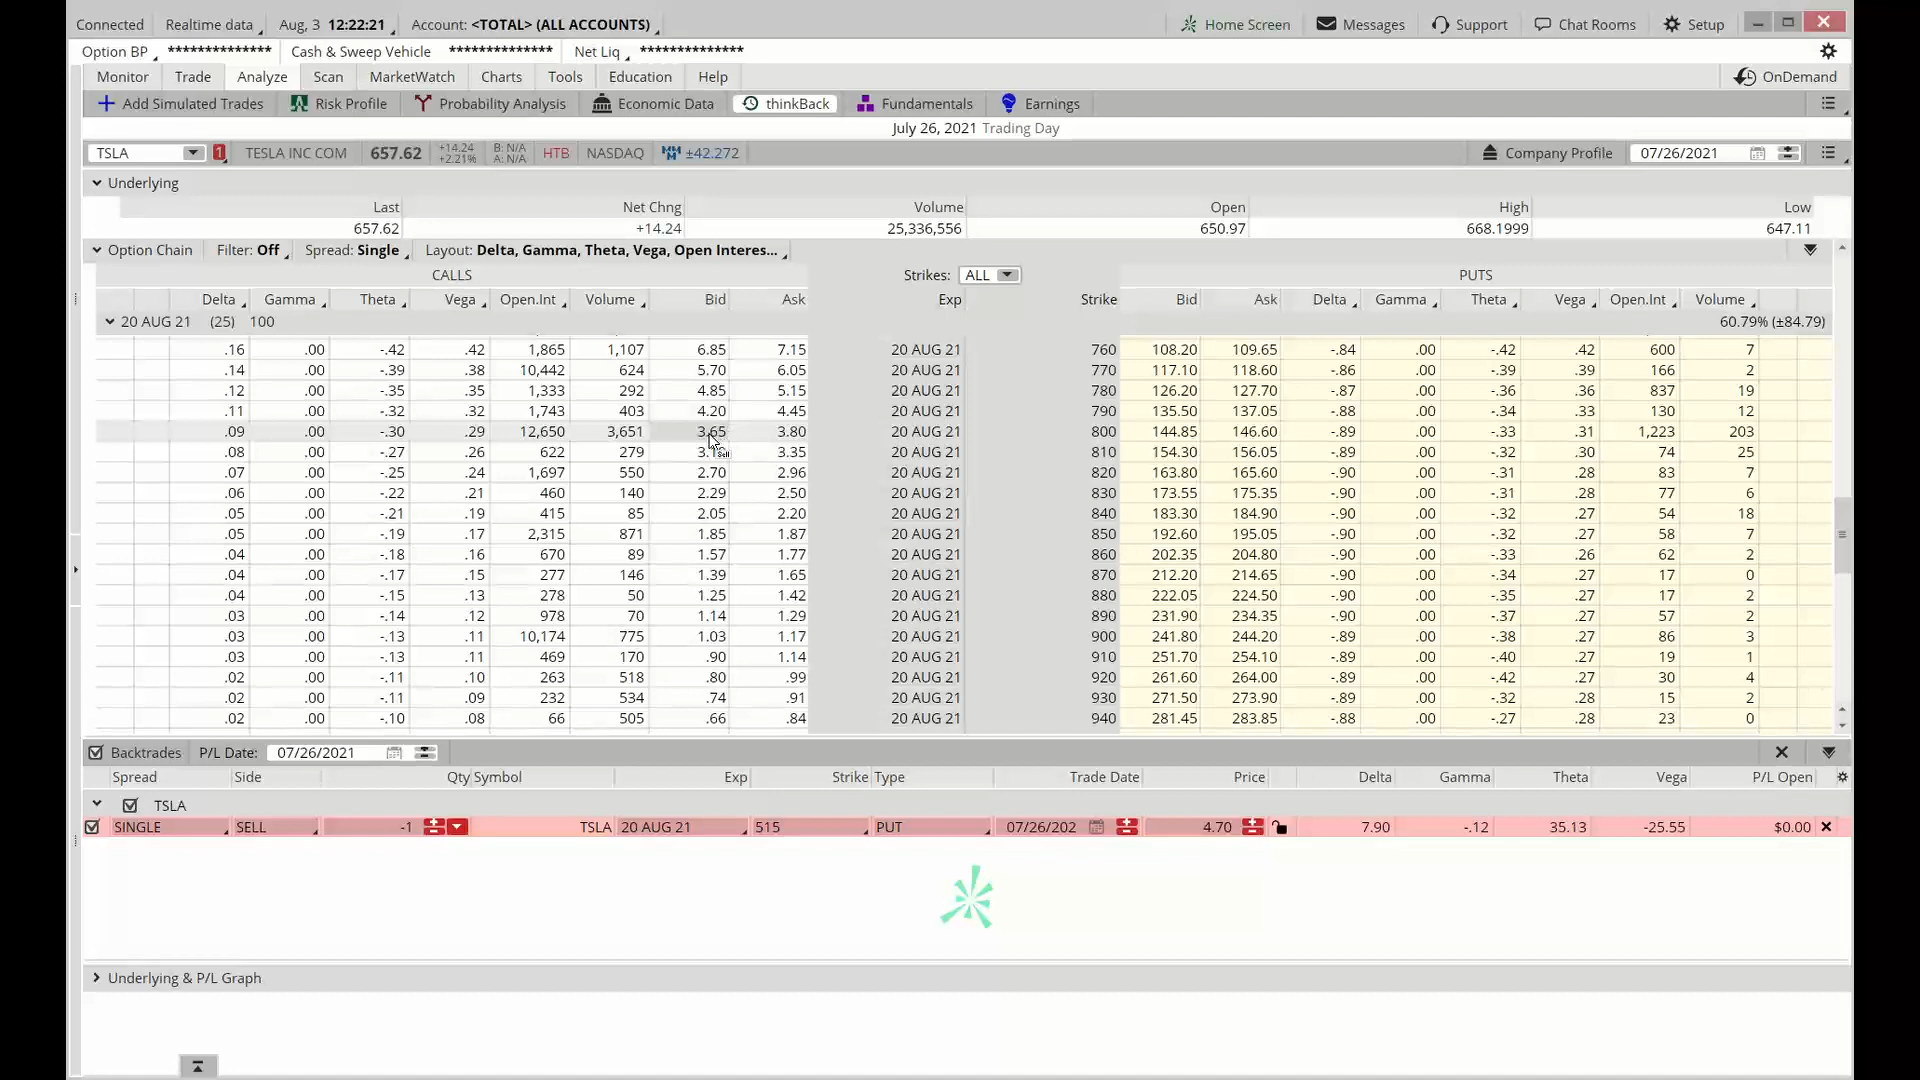 Connected Realtime data Aug, 3 12:22:21 Account: <TOTAL> (ALL ACCOUNTS) Home Screen Messages Support Chat Rooms Setup
Option BP ************** Cash & Sweep Vehicle ************** Net Liq **************
Monitor Trade Analyze Scan MarketWatch Charts Tools Education Help OnDemand
Add Simulated Trades Risk Profile Probability Analysis Economic Data thinkBack Fundamentals Earnings
July 26, 2021 Trading Day
TSLA 1 TESLA INC COM 657.62 +14.24 +2.21% B: N/A A: N/A HTB NASDAQ ±42.272 Company Profile 07/26/2021
Underlying
Last Net Chng Volume Open High Low
657.62 +14.24 25,336,556 650.97 668.1999 647.11
Option Chain Filter: Off Spread: Single Layout: Delta, Gamma, Theta, Vega, Open Interes...
CALLS Strikes: ALL PUTS
Delta Gamma Theta Vega Open.Int Volume Bid Ask Exp Strike Bid Ask Delta Gamma Theta Vega Open.Int Volume
20 AUG 21 (25) 100 60.79% (±84.79)
.16 .00 -.42 .42 1,865 1,107 6.85 7.15 20 AUG 21 760 108.20 109.65 -.84 .00 -.42 .42 600 7
.14 .00 -.39 .38 10,442 624 5.70 6.05 20 AUG 21 770 117.10 118.60 -.86 .00 -.39 .39 166 2
.12 .00 -.35 .35 1,333 292 4.85 5.15 20 AUG 21 780 126.20 127.70 -.87 .00 -.36 .36 837 19
.11 .00 -.32 .32 1,743 403 4.20 4.45 20 AUG 21 790 135.50 137.05 -.88 .00 -.34 .33 130 12
.09 .00 -.30 .29 12,650 3,651 3.65 3.80 20 AUG 21 800 144.85 146.60 -.89 .00 -.33 .31 1,223 203
.08 .00 -.27 .26 622 279 3.35 20 AUG 21 810 154.30 156.05 -.89 .00 -.32 .30 74 25
.07 .00 -.25 .24 1,697 550 2.70 2.96 20 AUG 21 820 163.80 165.60 -.90 .00 -.31 .28 83 7
.06 .00 -.22 .21 460 140 2.29 2.50 20 AUG 21 830 173.55 175.35 -.90 .00 -.31 .28 77 6
.05 .00 -.21 .19 415 85 2.05 2.20 20 AUG 21 840 183.30 184.90 -.90 .00 -.32 .27 54 18
.05 .00 -.19 .17 2,315 871 1.85 1.87 20 AUG 21 850 192.60 195.05 -.90 .00 -.32 .27 58 7
.04 .00 -.18 .16 670 89 1.57 1.77 20 AUG 21 860 202.35 204.80 -.90 .00 -.33 .26 62 2
.04 .00 -.17 .15 277 146 1.39 1.65 20 AUG 21 870 212.20 214.65 -.90 .00 -.34 .27 17 0
.04 .00 -.15 .13 278 50 1.25 1.42 20 AUG 21 880 222.05 224.50 -.90 .00 -.35 .27 17 2
.03 .00 -.14 .12 978 70 1.14 1.29 20 AUG 21 890 231.90 234.35 -.90 .00 -.37 .27 57 2
.03 .00 -.13 .11 10,174 775 1.03 1.17 20 AUG 21 900 241.80 244.20 -.89 .00 -.38 .27 86 3
.03 .00 -.13 .11 469 170 .90 1.14 20 AUG 21 910 251.70 254.10 -.89 .00 -.40 .27 19 1
.02 .00 -.11 .10 263 518 .80 .99 20 AUG 21 920 261.60 264.00 -.89 .00 -.42 .27 30 4
.02 .00 -.11 .09 232 534 .74 .91 20 AUG 21 930 271.50 273.90 -.89 .00 -.32 .28 15 2
.02 .00 -.10 .08 66 505 .66 .84 20 AUG 21 940 281.45 283.85 -.88 .00 -.27 .28 23 0
Backtrades P/L Date: 07/26/2021
Spread Side Qty Symbol Exp Strike Type Trade Date Price Delta Gamma Theta Vega P/L Open
TSLA
SINGLE SELL -1 TSLA 20 AUG 21 515 PUT 07/26/202 4.70 7.90 -.12 35.13 -25.55 $0.00
Underlying & P/L Graph